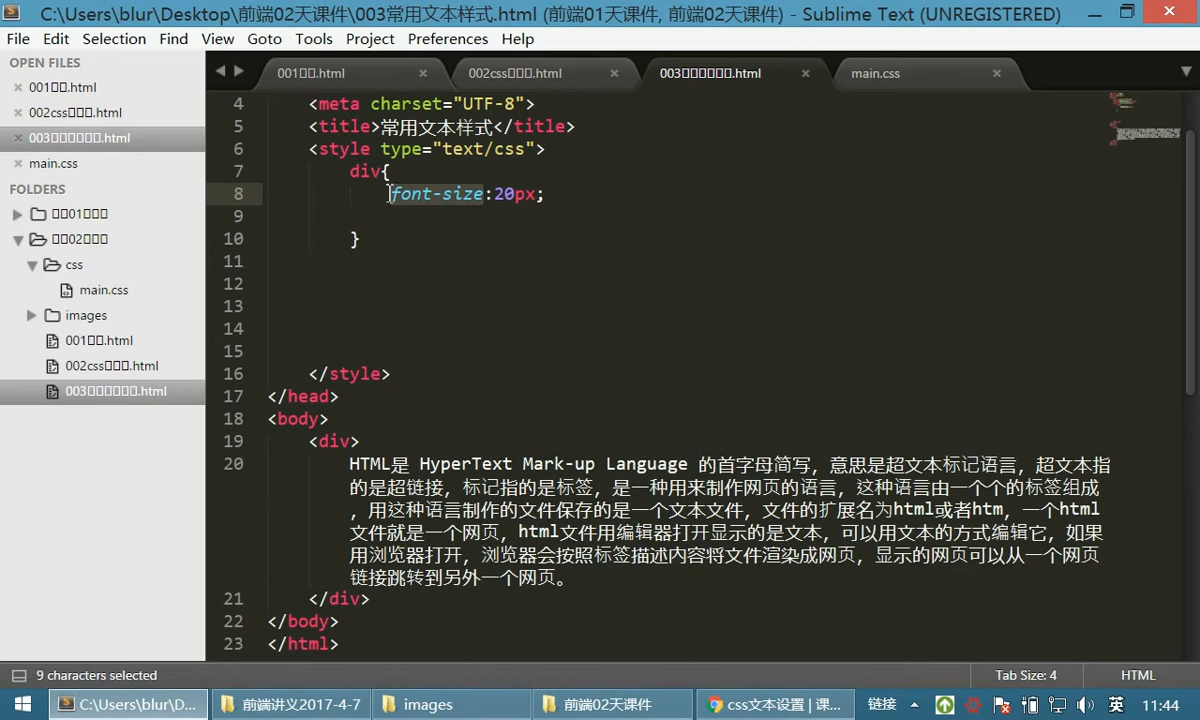 C:\Users\blur\Desktop\前端02天课件\003常用文本样式.html (前端01天课件, 前端02天课件) - Sublime Text (UNREGISTERED)
File Edit Selection Find View Goto Tools Project Preferences Help
OPEN FILES
001□□.html
002css□□□.html
003□□□□□□.html
main.css
FOLDERS
□□01□□□
□□02□□□
css
main.css
images
001□□.html
002css□□□.html
003□□□□□□.html
001□□.html
002css□□□.html
003□□□□□□.html
main.css
4 <meta charset="UTF-8">
5 <title>常用文本样式</title>
6 <style type="text/css">
7 div{
8 font-size:20px;
9
10 }
11
12
13
14
15
16 </style>
17 </head>
18 <body>
19 <div>
20 HTML是 HyperText Mark-up Language 的首字母简写，意思是超文本标记语言，超文本指
的是超链接，标记指的是标签，是一种用来制作网页的语言，这种语言由一个个的标签组成
，用这种语言制作的文件保存的是一个文本文件，文件的扩展名为html或者htm，一个html
文件就是一个网页，html文件用编辑器打开显示的是文本，可以用文本的方式编辑它，如果
用浏览器打开，浏览器会按照标签描述内容将文件渲染成网页，显示的网页可以从一个网页
链接跳转到另外一个网页。
21 </div>
22 </body>
23 </html>
9 characters selected
Tab Size: 4
HTML
C:\Users\blur\D...
前端讲义2017-4-7
images
前端02天课件
css文本设置 | 课...
链接
英
11:44